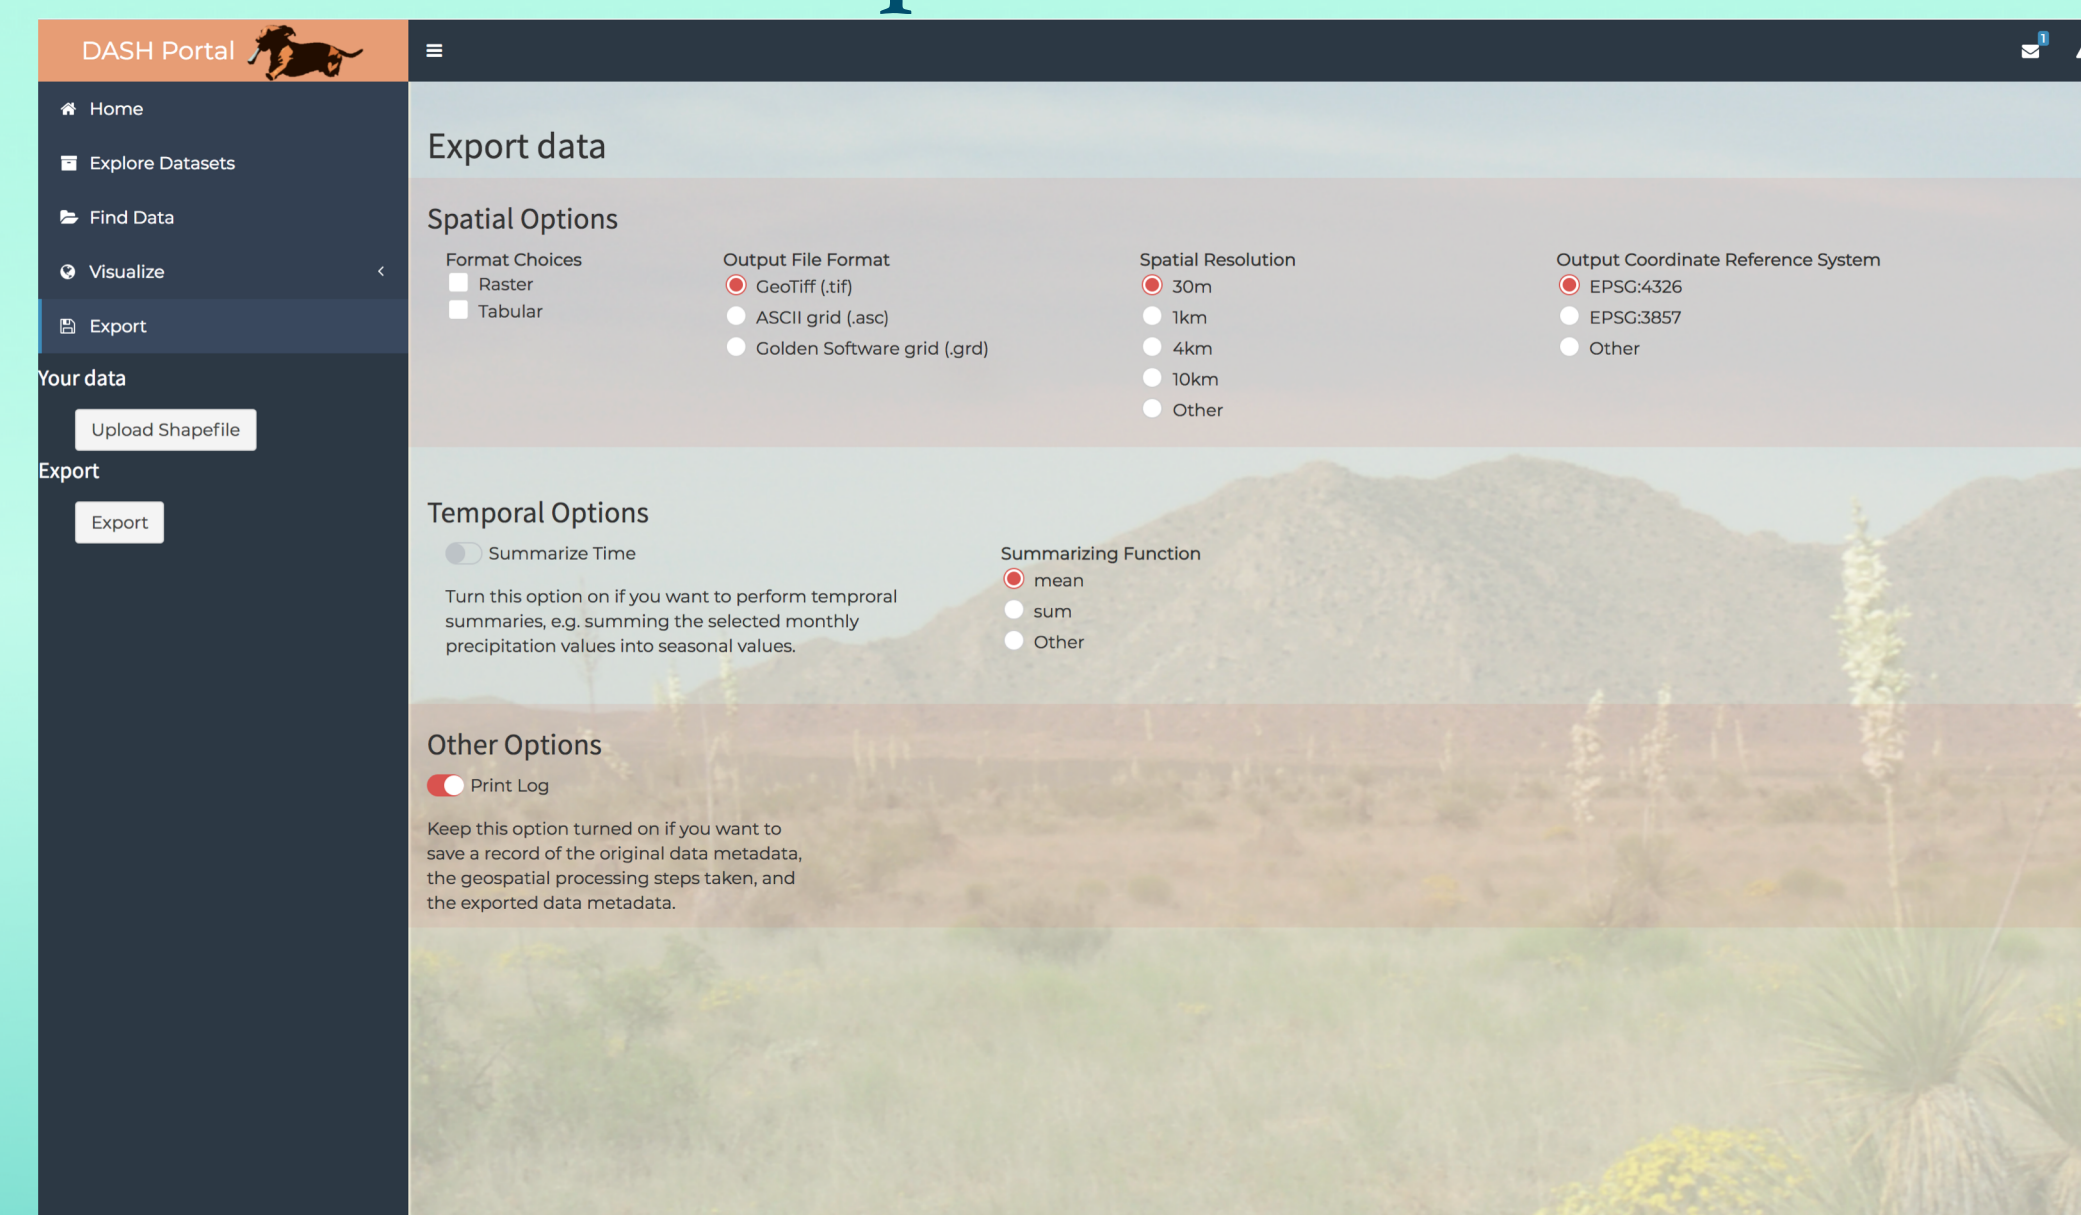 DASH Portal
1
Home
Explore Datasets
Find Data
Visualize
Export
Your data
Upload Shapefile
Export
Export
Export data
Spatial Options
Format Choices
Raster
Tabular
Output File Format
GeoTiff (.tif)
ASCII grid (.asc)
Golden Software grid (.grd)
Spatial Resolution
30m
1km
4km
10km
Other
Output Coordinate Reference System
EPSG:4326
EPSG:3857
Other
Temporal Options
Summarize Time
Turn this option on if you want to perform temproral
summaries, e.g. summing the selected monthly
precipitation values into seasonal values.
Summarizing Function
mean
sum
Other
Other Options
Print Log
Keep this option turned on if you want to
save a record of the original data metadata,
the geospatial processing steps taken, and
the exported data metadata.